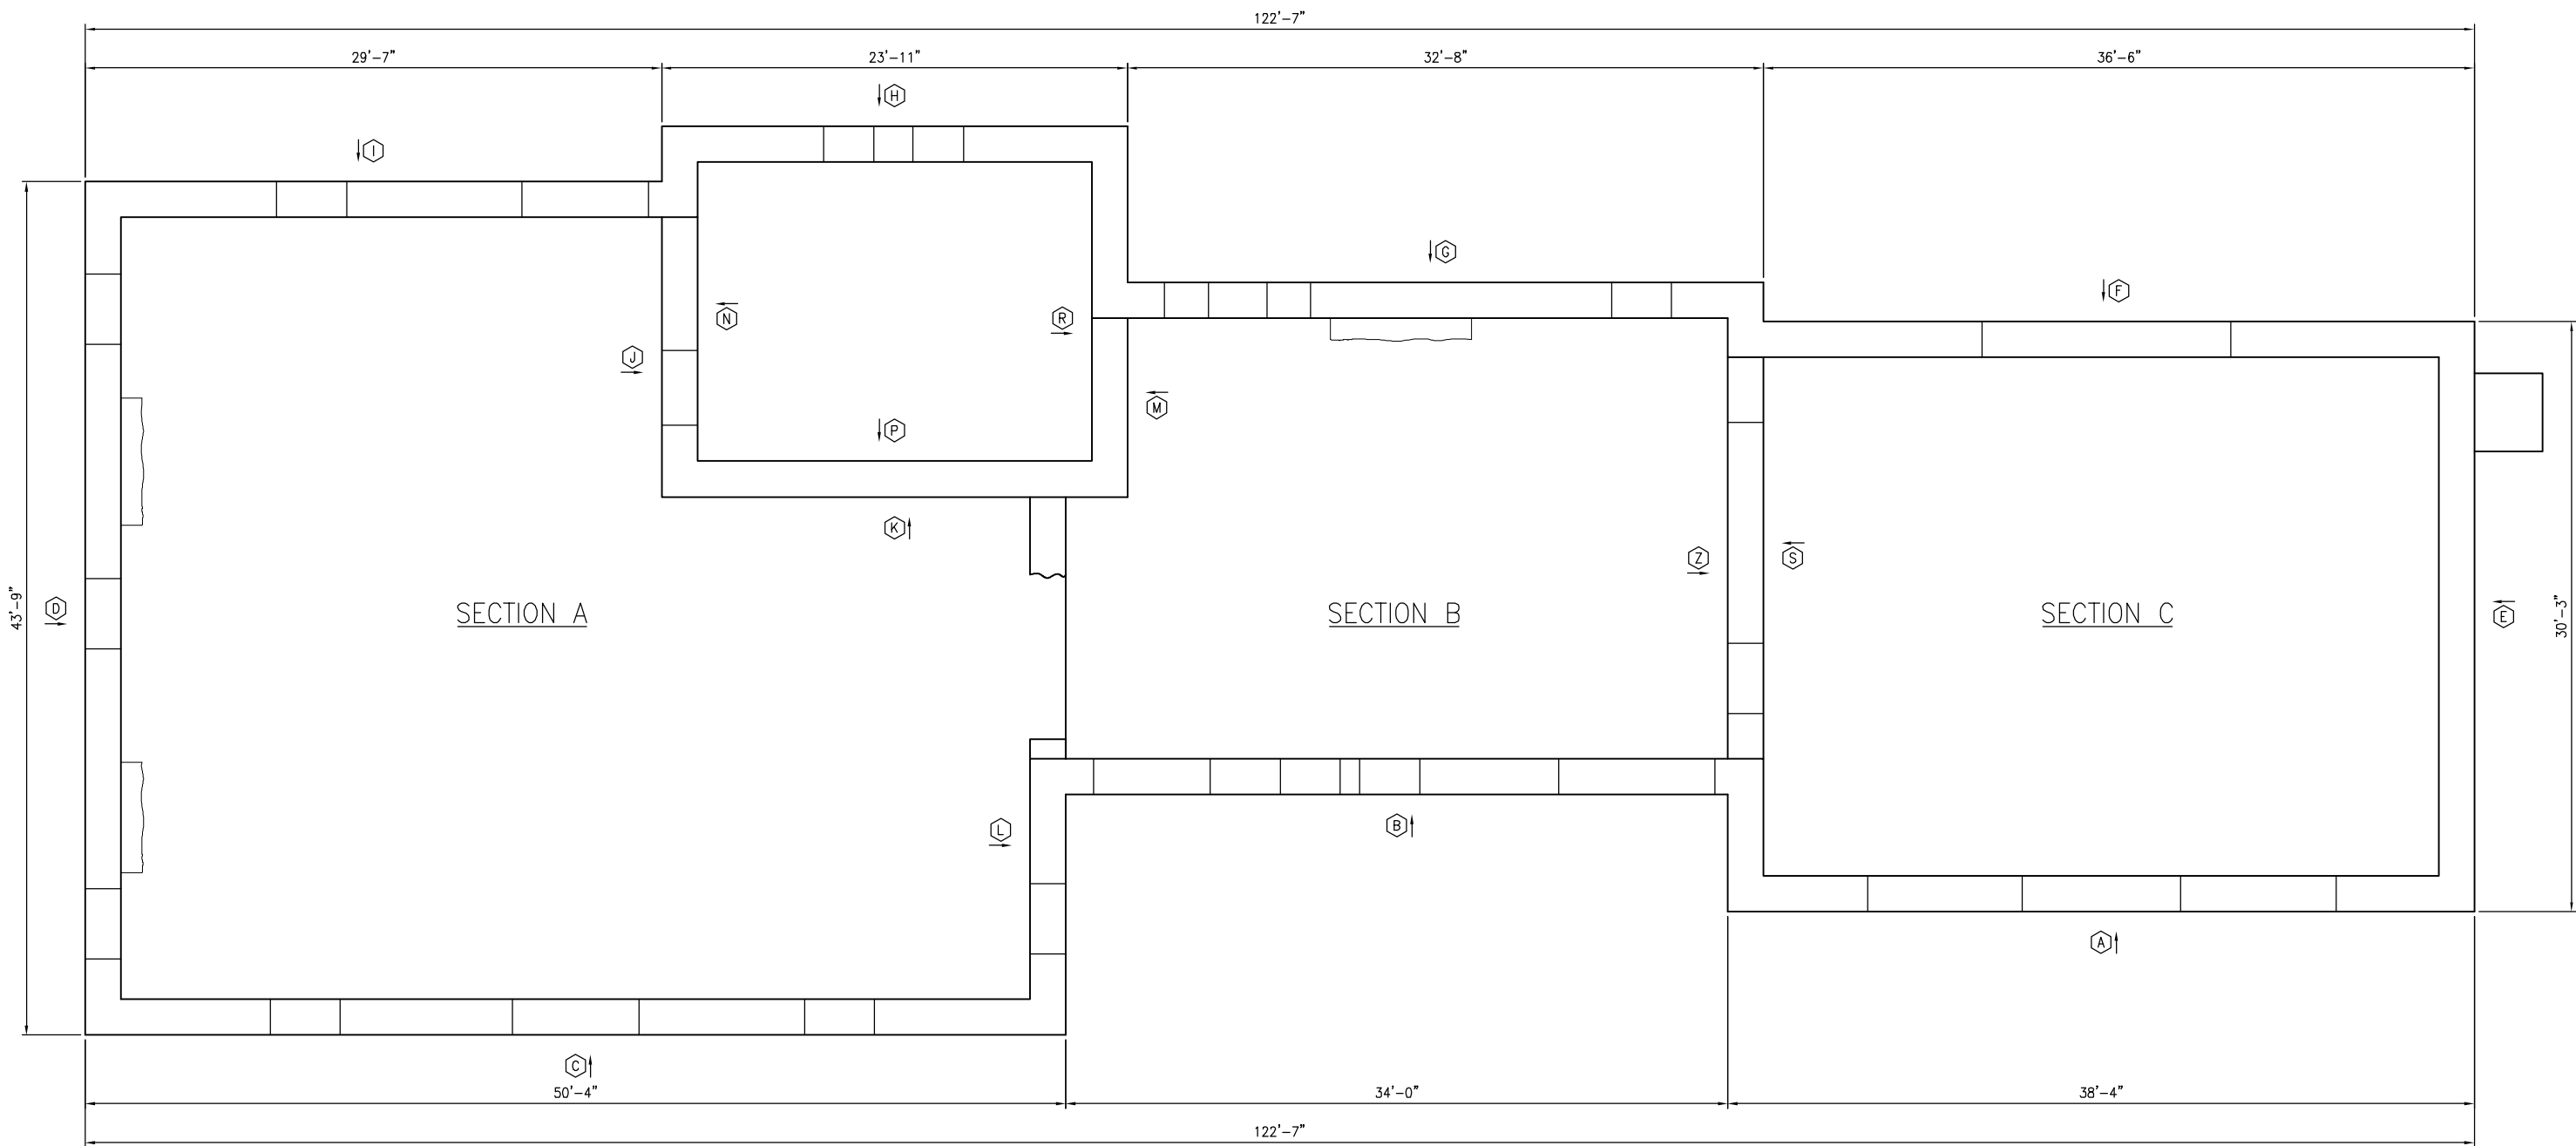 122'-7"
29'-7"
23'-11"
32'-8"
36'-6"
H
I
G
F
N
R
J
M
P
K
Z
S
D
43'-9"
SECTION A
SECTION B
SECTION C
E
30'-3"
L
B
A
C
50'-4"
34'-0"
38'-4"
122'-7"